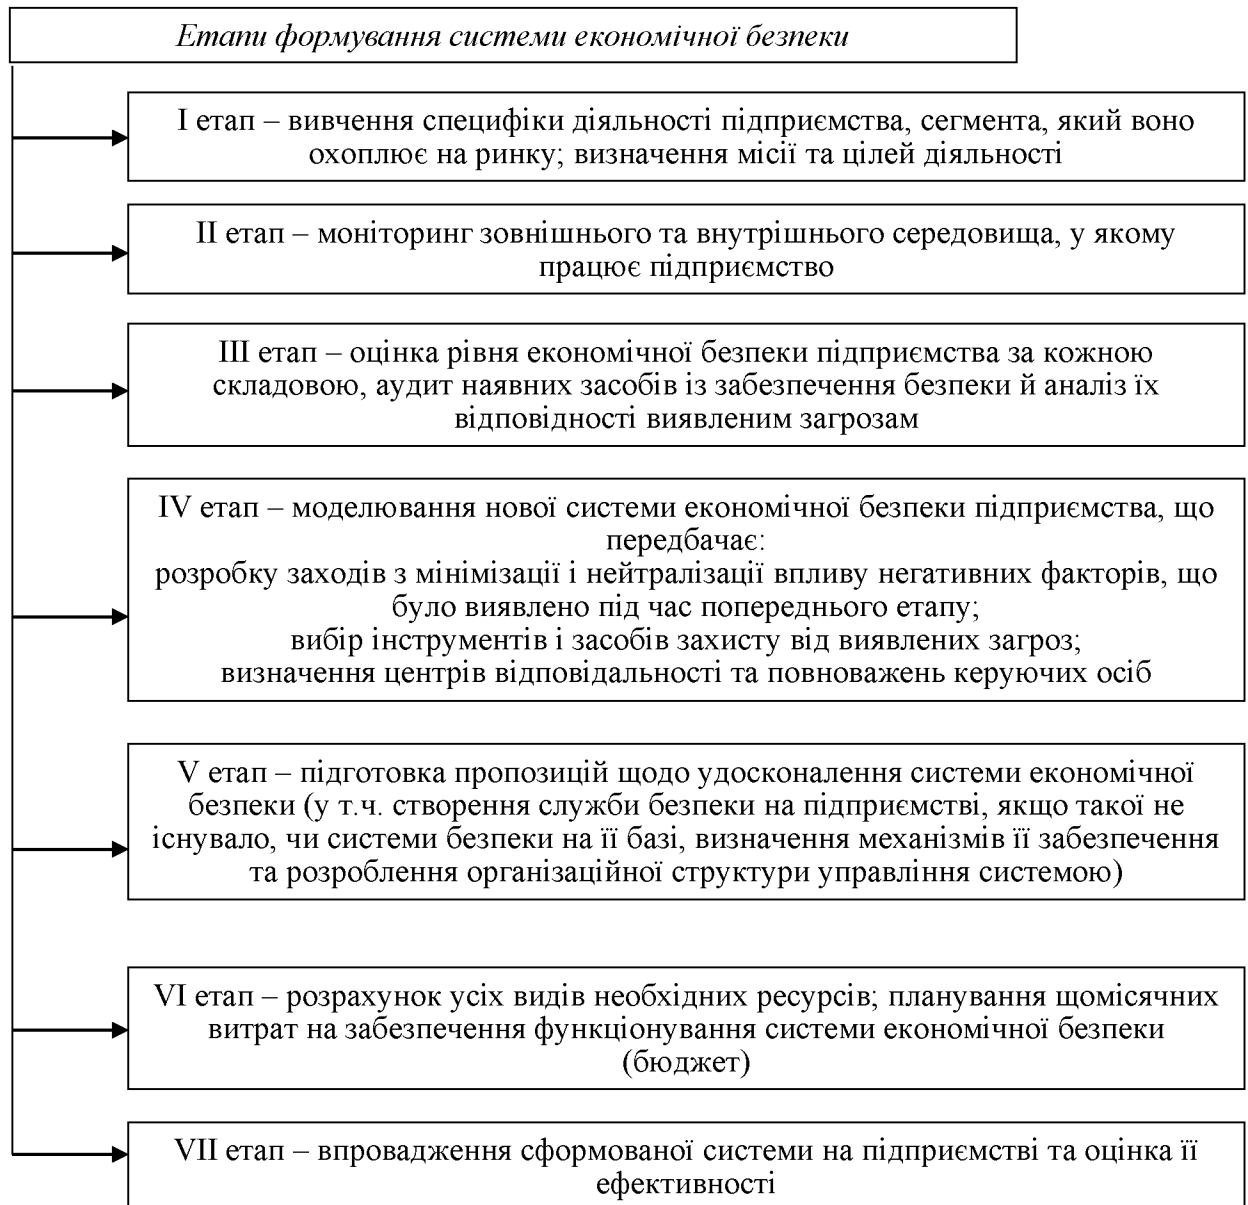 Етапи формування системи економічної безпеки
І етап – вивчення специфіки діяльності підприємства, сегмента, який воно
охоплює на ринку; визначення місії та цілей діяльності
ІІ етап – моніторинг зовнішнього та внутрішнього середовища, у якому
працює підприємство
ІІІ етап – оцінка рівня економічної безпеки підприємства за кожною
складовою, аудит наявних засобів із забезпечення безпеки й аналіз їх
відповідності виявленим загрозам
IV етап – моделювання нової системи економічної безпеки підприємства, що
передбачає:
розробку заходів з мінімізації і нейтралізації впливу негативних факторів, що
було виявлено під час попереднього етапу;
вибір інструментів і засобів захисту від виявлених загроз;
визначення центрів відповідальності та повноважень керуючих осіб
V етап – підготовка пропозицій щодо удосконалення системи економічної
безпеки (у т.ч. створення служби безпеки на підприємстві, якщо такої не
існувало, чи системи безпеки на її базі, визначення механізмів її забезпечення
та розроблення організаційної структури управління системою)
VI етап – розрахунок усіх видів необхідних ресурсів; планування щомісячних
витрат на забезпечення функціонування системи економічної безпеки
(бюджет)
VII етап – впровадження сформованої системи на підприємстві та оцінка її
ефективності